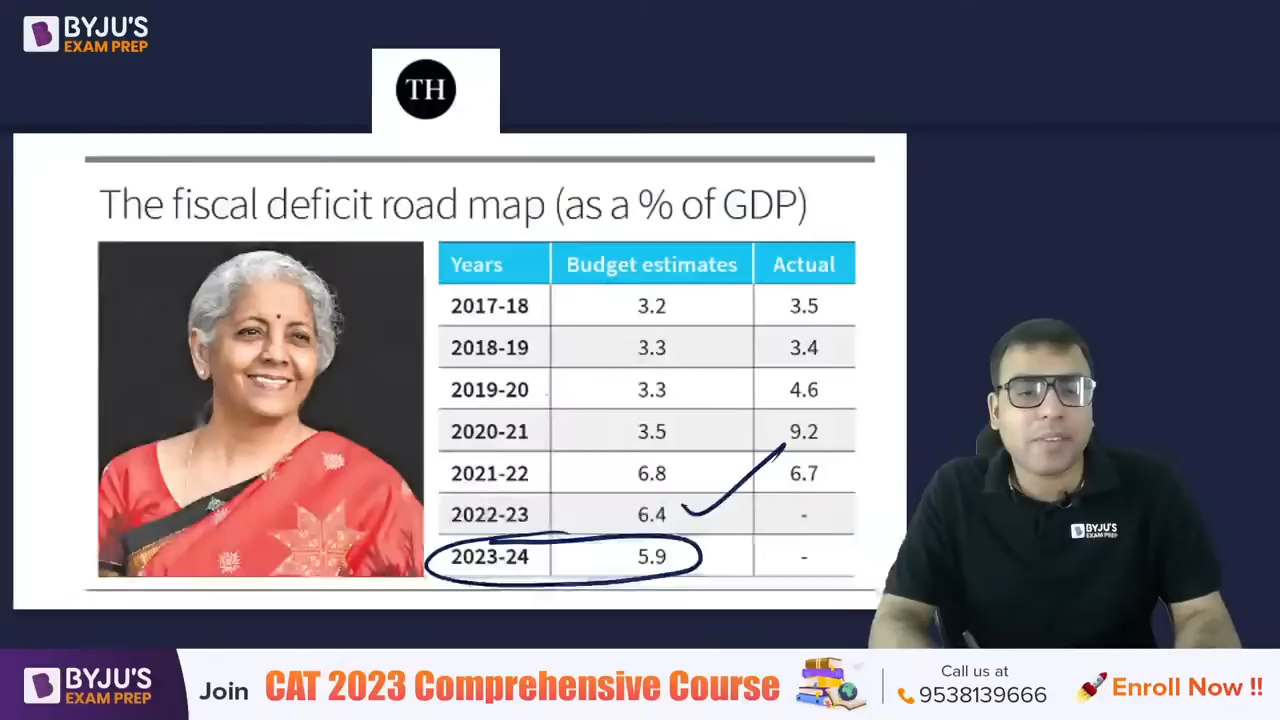 BYJU'S
EXAM PREP
TH
The fiscal deficit road map (as a % of GDP)
Years Budget estimates Actual
2017-18 3.2 3.5
2018-19 3.3 3.4
2019-20 3.3 4.6
2020-21 3.5 9.2
2021-22 6.8 6.7
2022-23 6.4 -
2023-24 5.9 -
BYJU'S
EXAM PREP
BYJU'S
EXAM PREP
Join CAT 2023 Comprehensive Course
Call us at
9538139666
Enroll Now !!